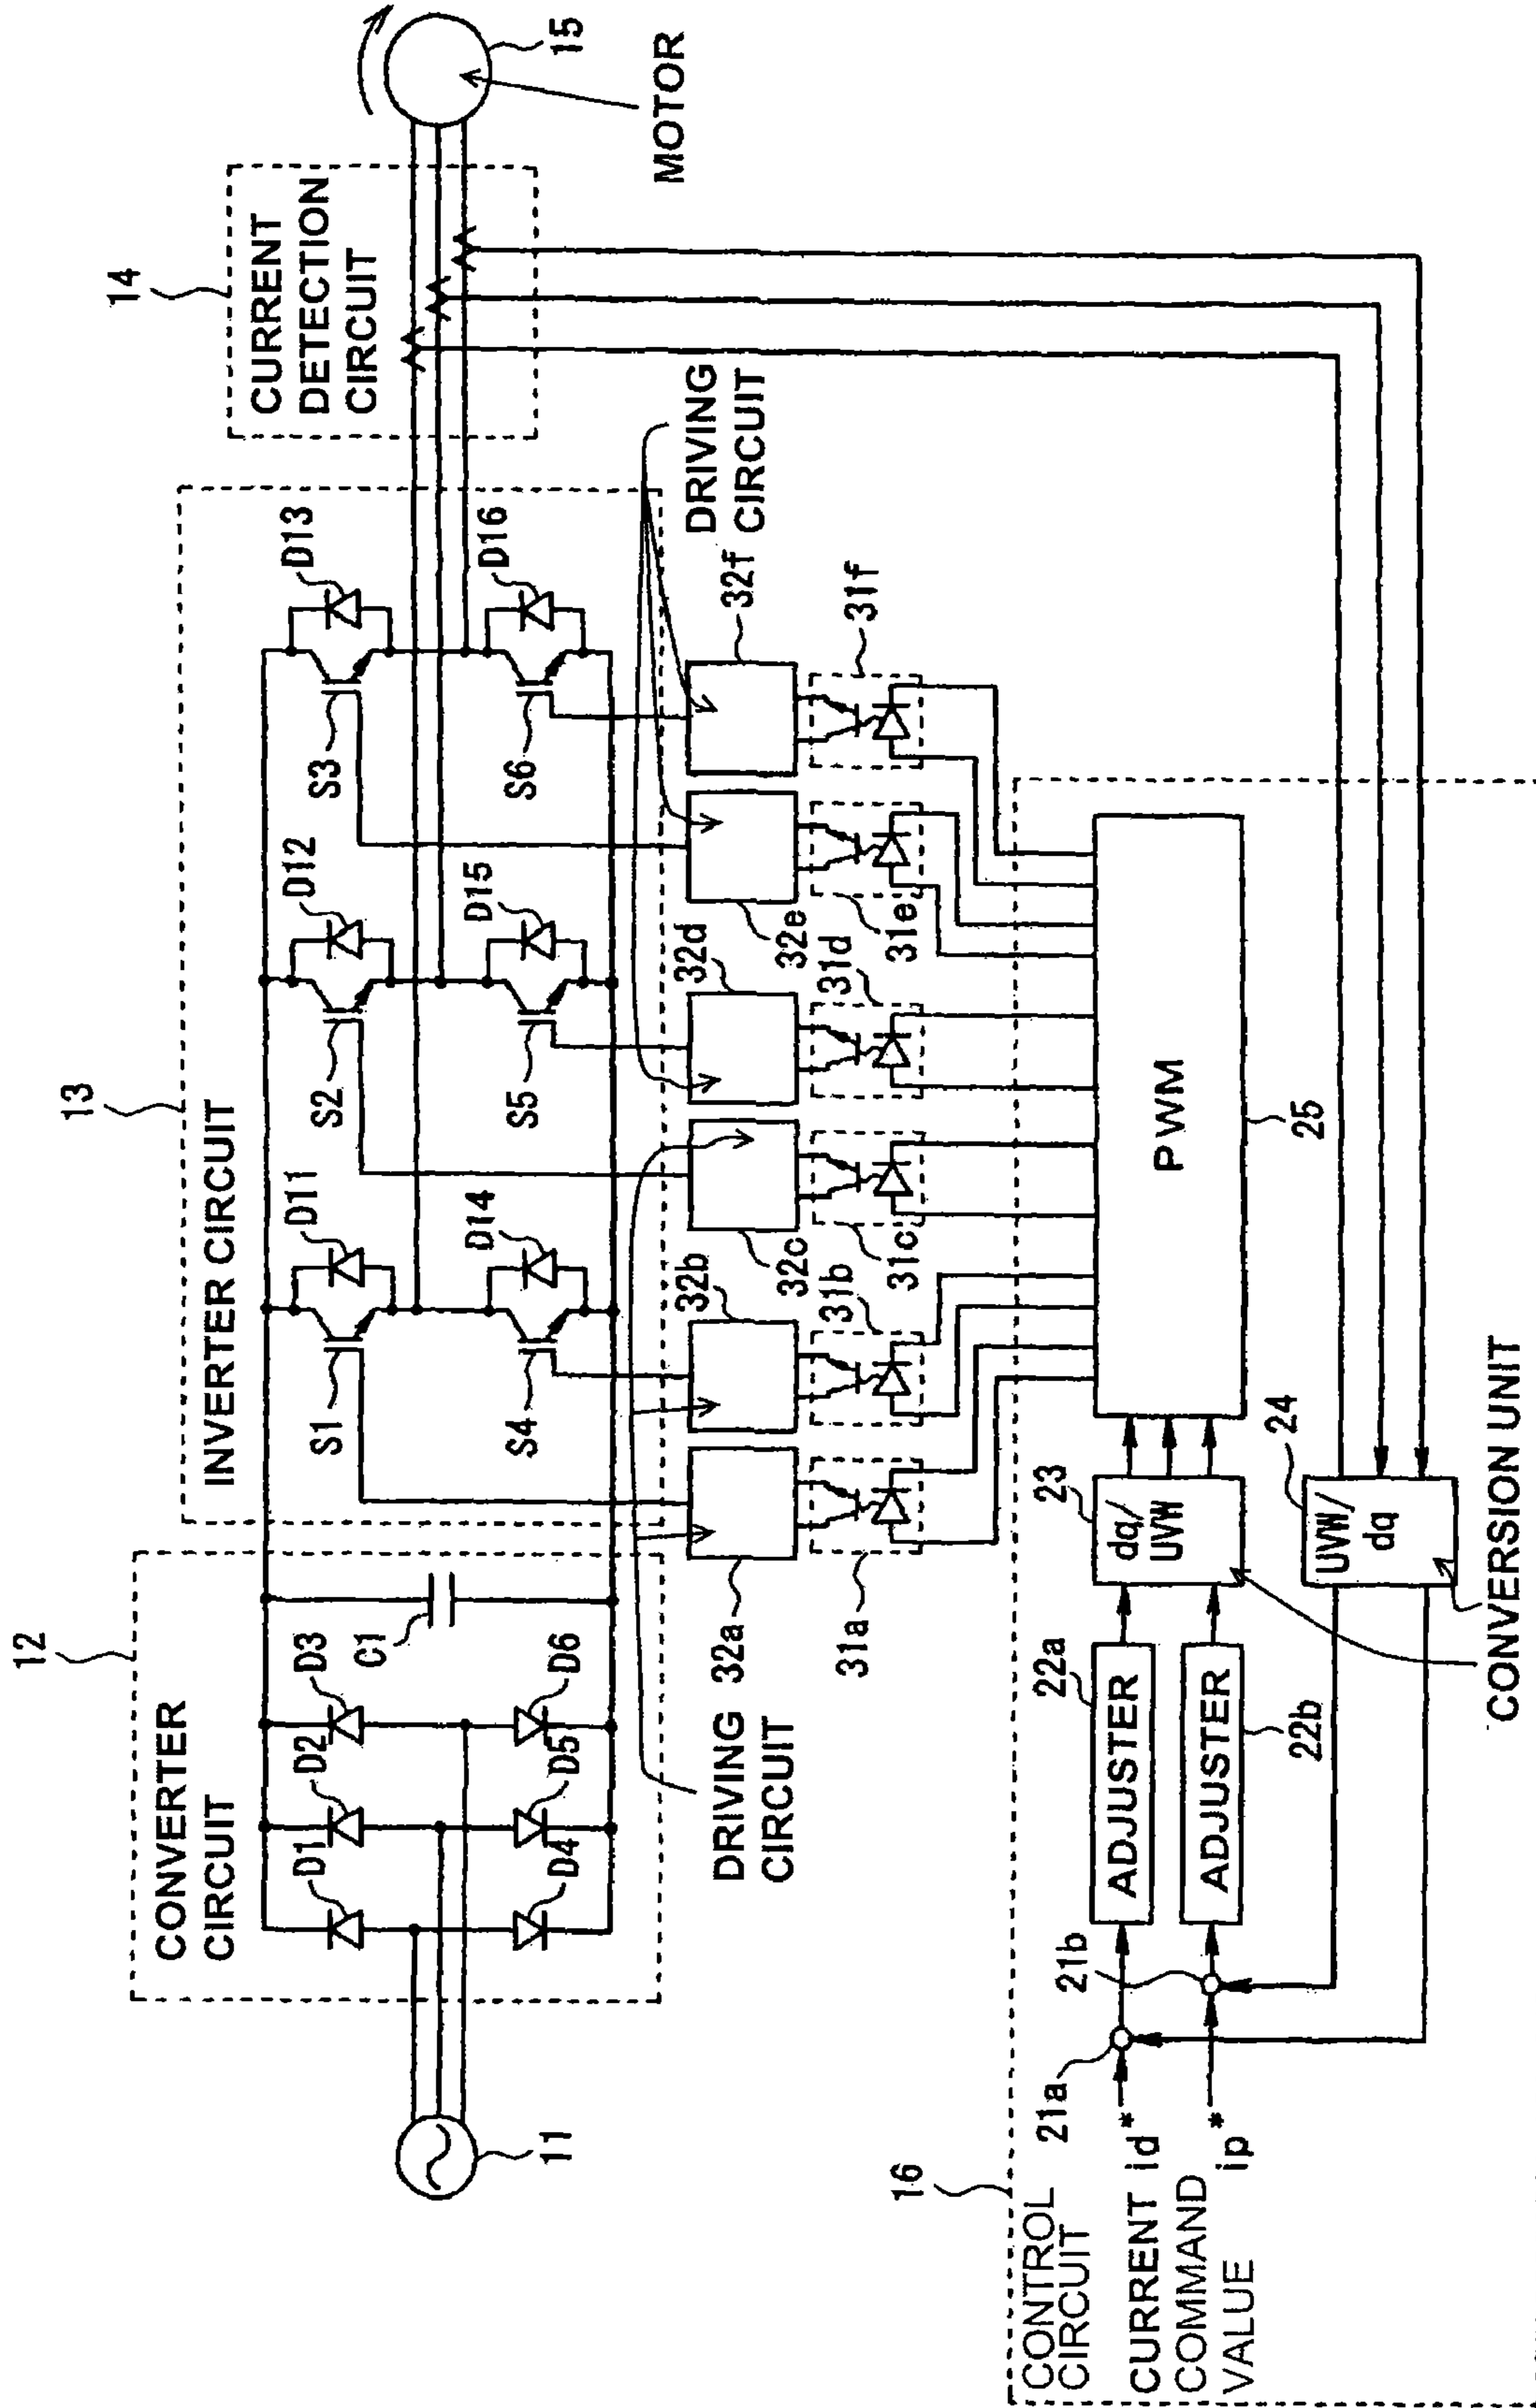 12
CONVERTER
CIRCUIT
D1
D2
D3
D4
D5
D6
C1
11
13
INVERTER CIRCUIT
D11
D12
D13
S1
S2
S3
D14
D15
D16
S4
S5
S6
14
CURRENT
DETECTION
CIRCUIT
15
MOTOR
DRIVING
CIRCUIT
32a
32b
32c
32d
32e
32f
DRIVING
CIRCUIT
31a
31b
31c
31d
31e
31f
16
CONTROL
CIRCUIT
CURRENT id*
COMMAND
VALUE
ip*
21a
21b
22a
ADJUSTER
ADJUSTER
22b
23
dq/
UVW
24
UVW/
dq
PWM
25
CONVERSION UNIT